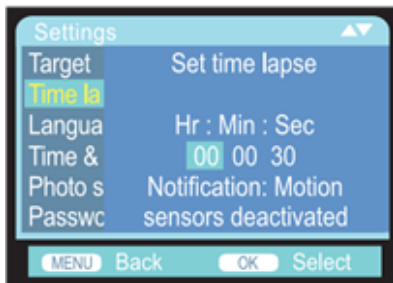 Settings
Target
Set time lapse
Time la
Langua
Hr : Min : Sec
Time &
00 00 30
Photo s
Notification: Motion
Passwc
sensors deactivated
MENU Back OK Select